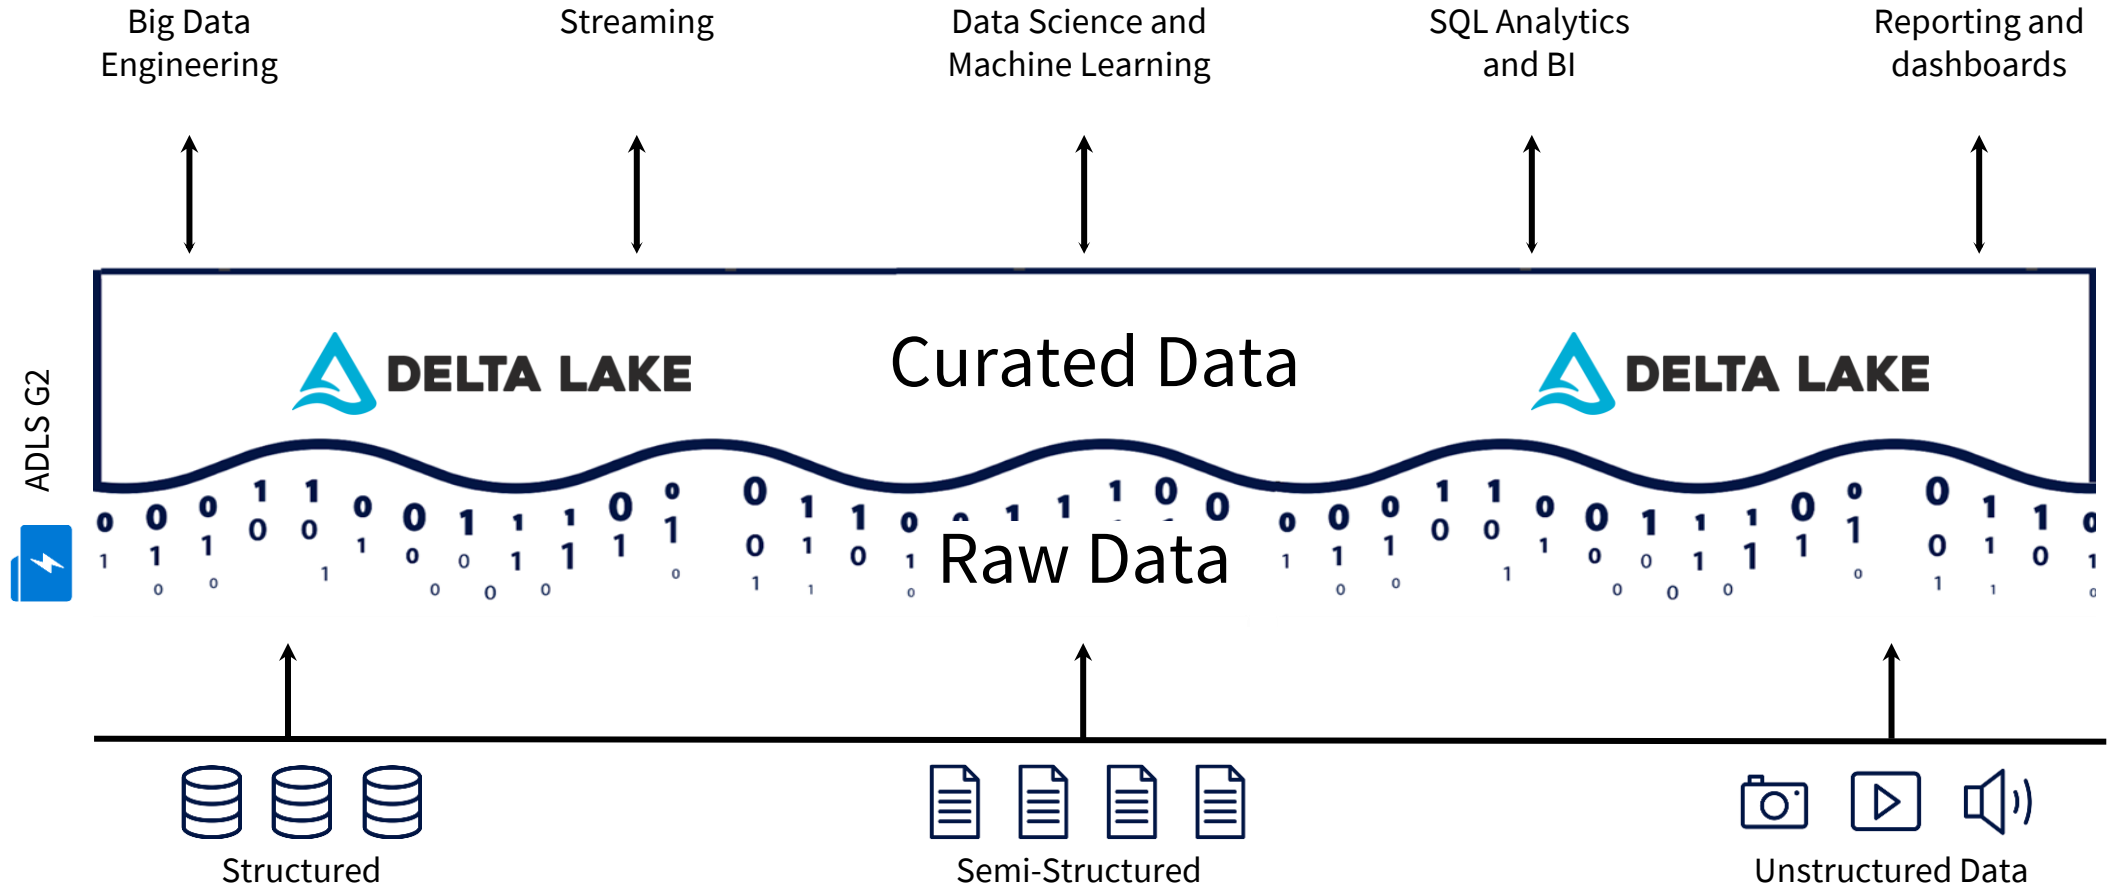 Big Data
Engineering
Streaming
Data Science and
Machine Learning
SQL Analytics
and BI
Reporting and
dashboards
DELTA LAKE
Curated Data
DELTA LAKE
ADLS G2
Raw Data
Structured
Semi-Structured
Unstructured Data